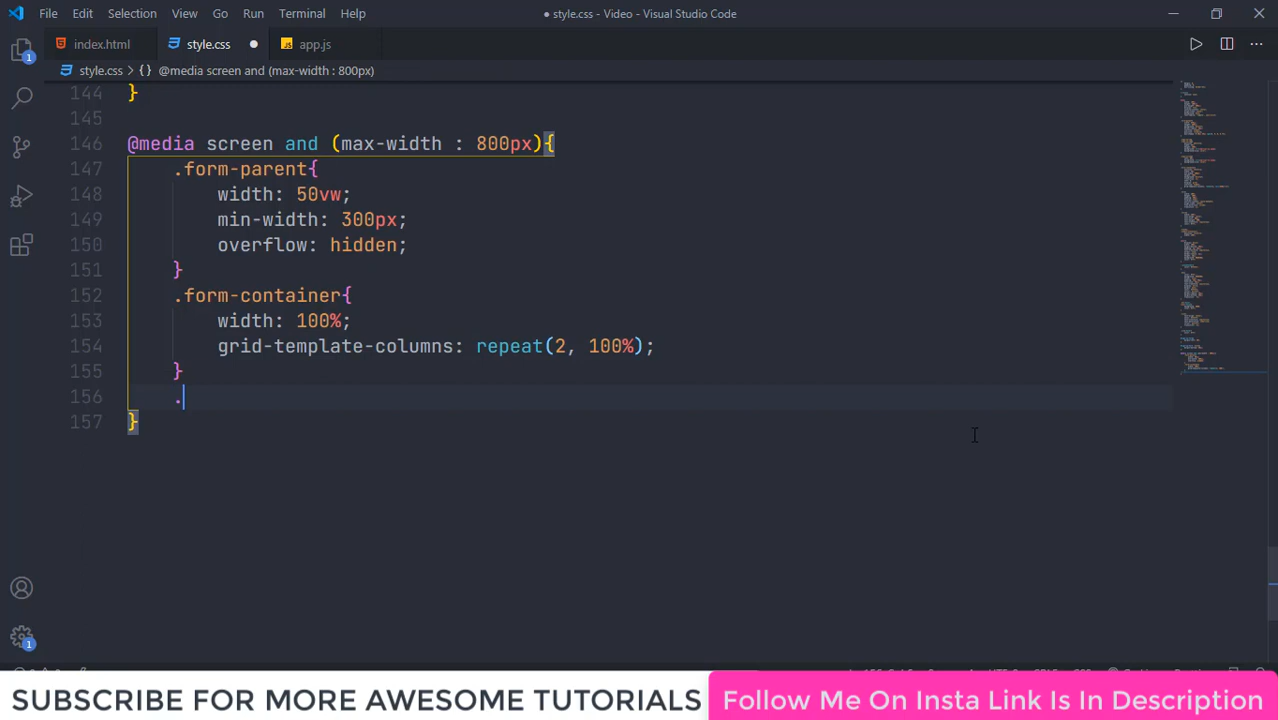 File Edit Selection View Go Run Terminal Help
● style.css - Video - Visual Studio Code
index.html style.css ● app.js
style.css > {} @media screen and (max-width : 800px)
144 }
145
146 @media screen and (max-width : 800px){
147 .form-parent{
148 width: 50vw;
149 min-width: 300px;
150 overflow: hidden;
151 }
152 .form-container{
153 width: 100%;
154 grid-template-columns: repeat(2, 100%);
155 }
156 .
157 }
1
1
SUBSCRIBE FOR MORE AWESOME TUTORIALS
Follow Me On Insta Link Is In Description